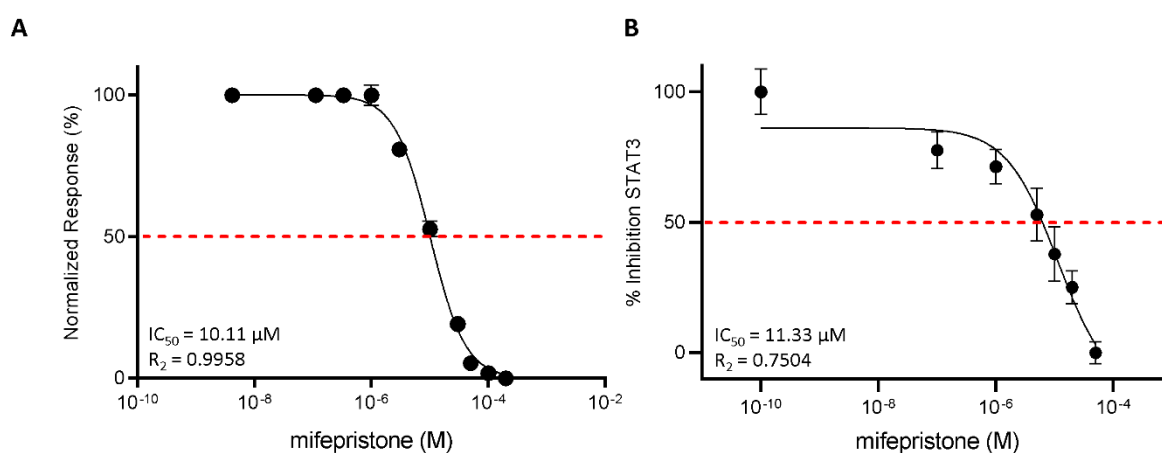 A
Normalized Response (%)
100
50
0
IC₅₀ = 10.11 µM
R₂ = 0.9958
10⁻¹⁰ 10⁻⁸ 10⁻⁶ 10⁻⁴ 10⁻²
mifepristone (M)
B
% Inhibition STAT3
100
50
0
IC₅₀ = 11.33 µM
R₂ = 0.7504
10⁻¹⁰ 10⁻⁸ 10⁻⁶ 10⁻⁴
mifepristone (M)